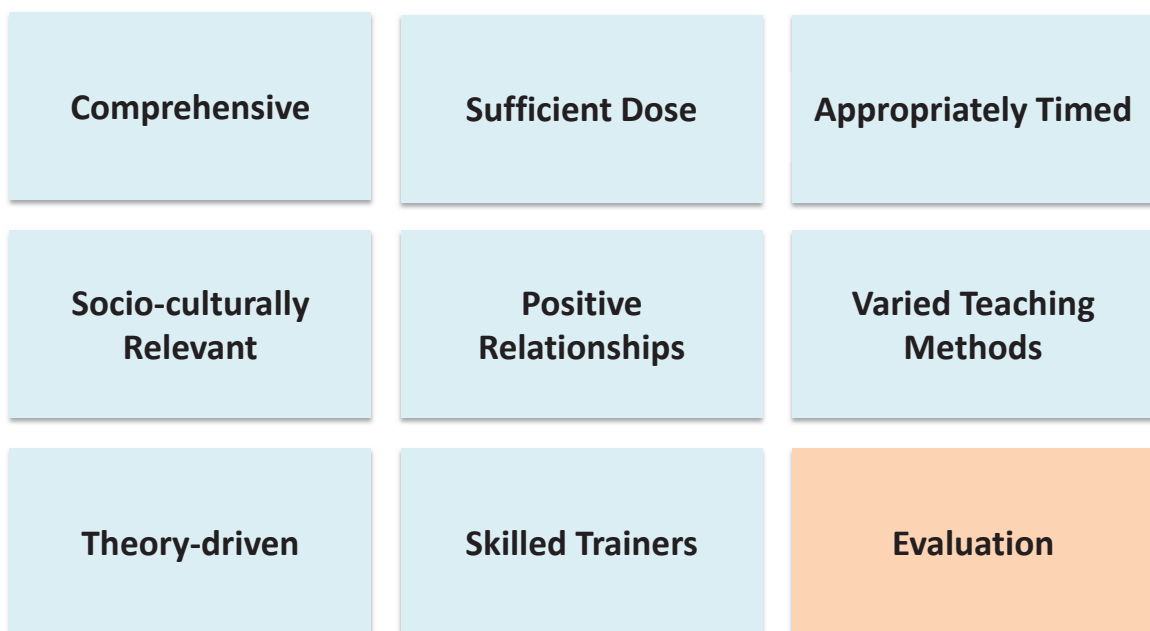 Comprehensive
Sufficient Dose
Appropriately Timed
Socio-culturally
Relevant
Positive
Relationships
Varied Teaching
Methods
Theory-driven
Skilled Trainers
Evaluation